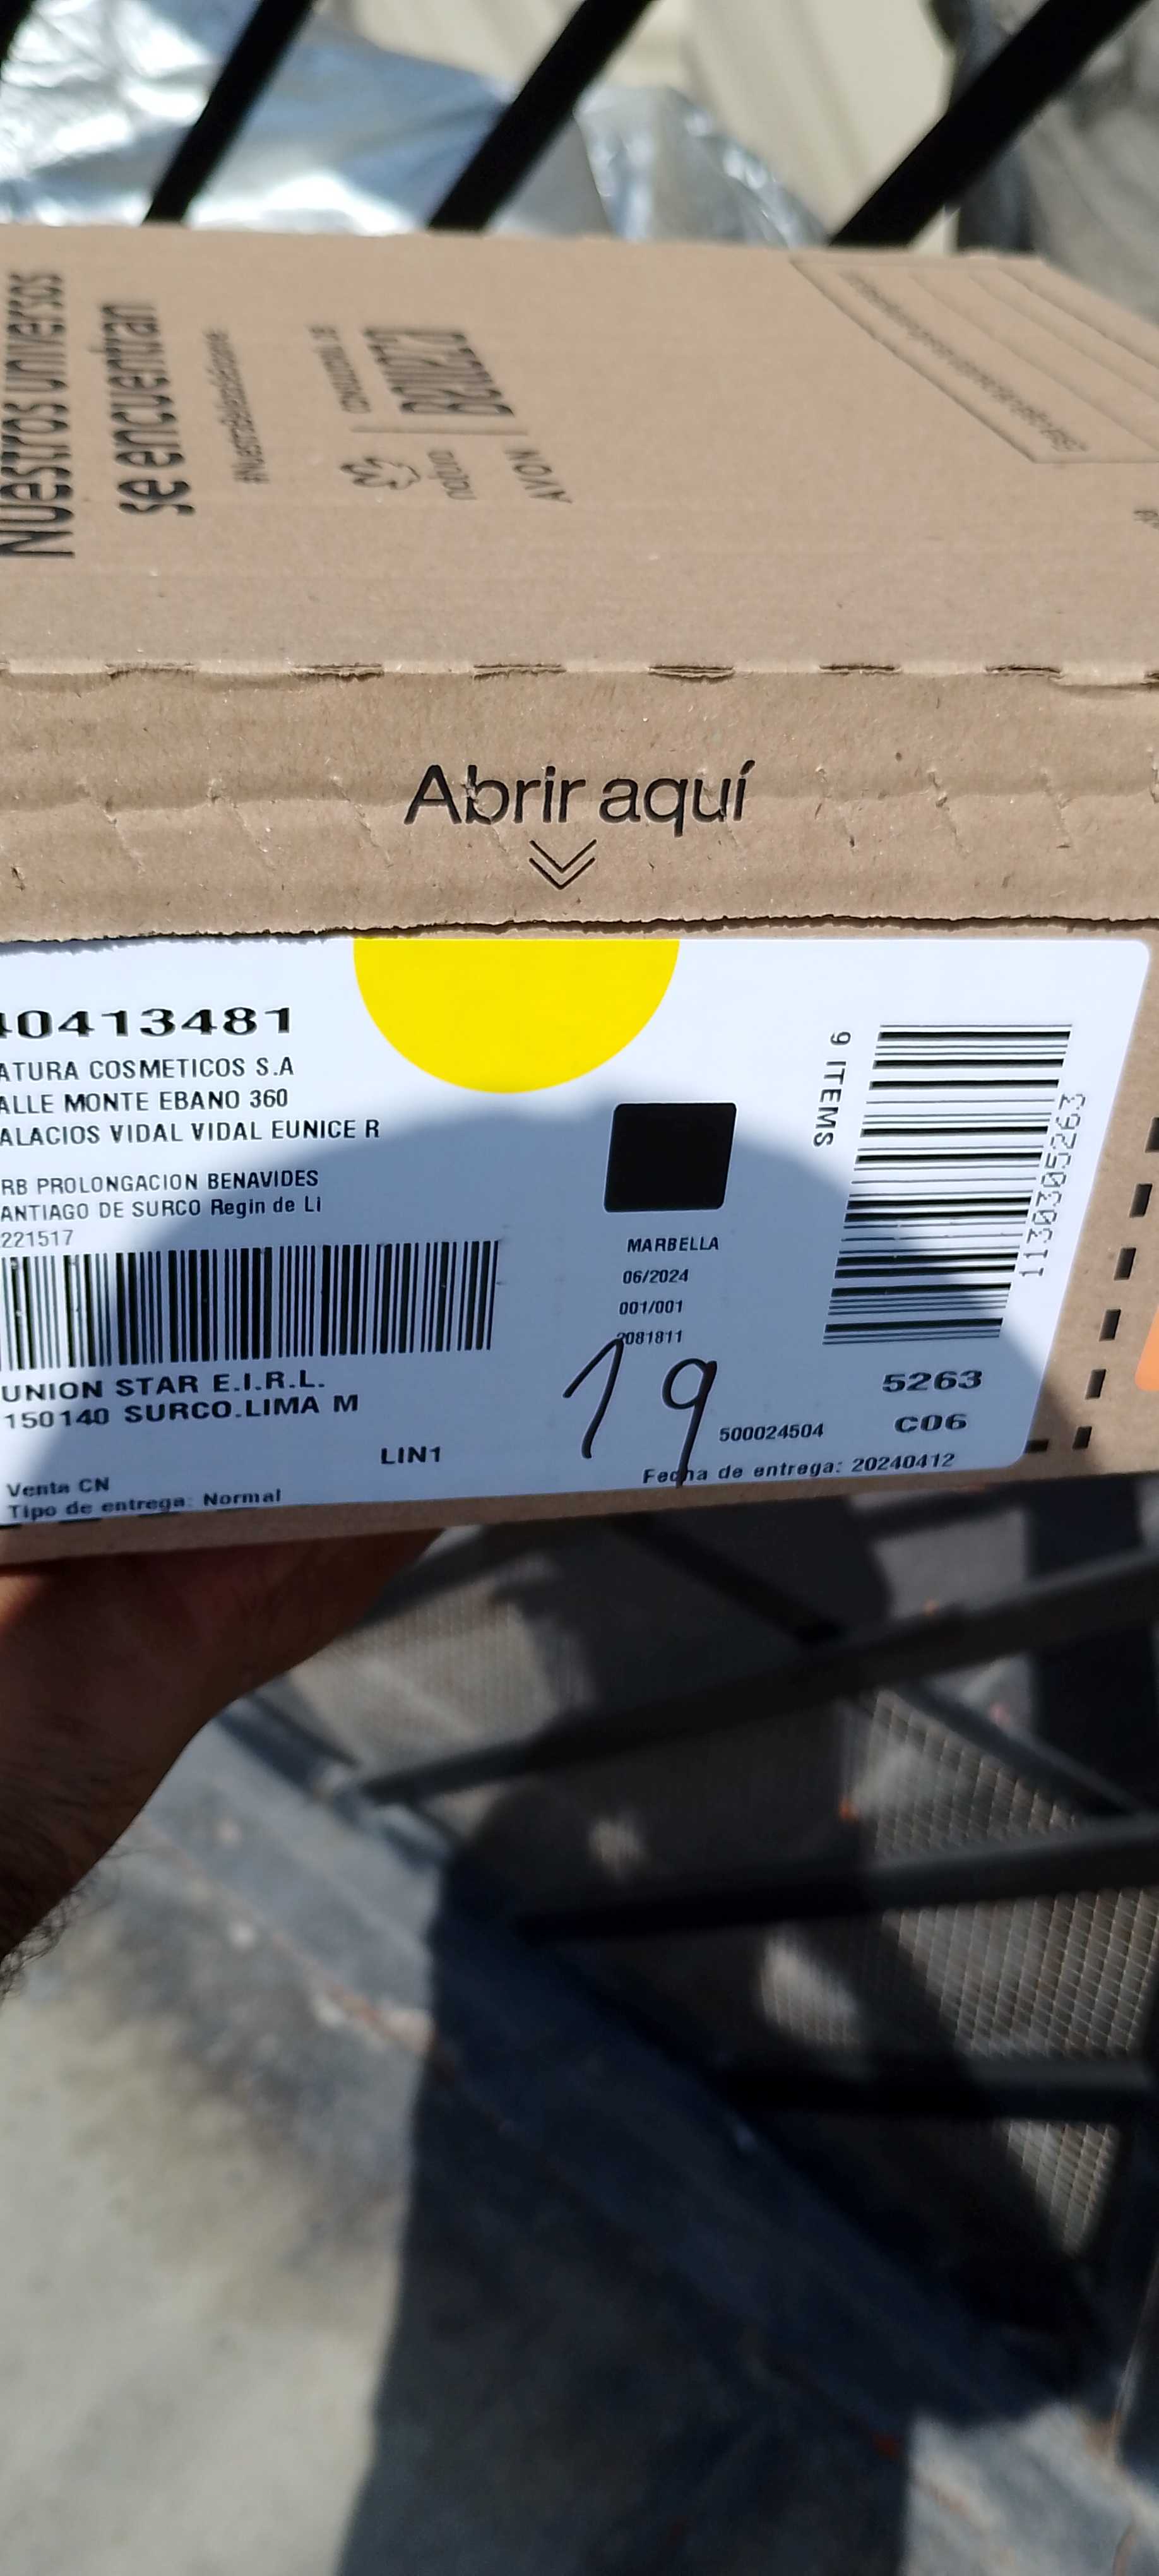 Nuestros universos
se encuentran
#NuestraBellezaSeUne
natura
AVON
Abrir aquí
40413481
ATURA COSMETICOS S.A
ALLE MONTE EBANO 360
ALACIOS VIDAL VIDAL EUNICE R
RB PROLONGACION BENAVIDES
ANTIAGO DE SURCO Regin de Li
221517
UNION STAR E.I.R.L.
150140 SURCO.LIMA M
LIN1
Venta CN
Tipo de entrega: Normal
MARBELLA
06/2024
001/001
2081811
19
500024504
Fecha de entrega: 20240412
9 ITEMS
1130305263
5263
C06